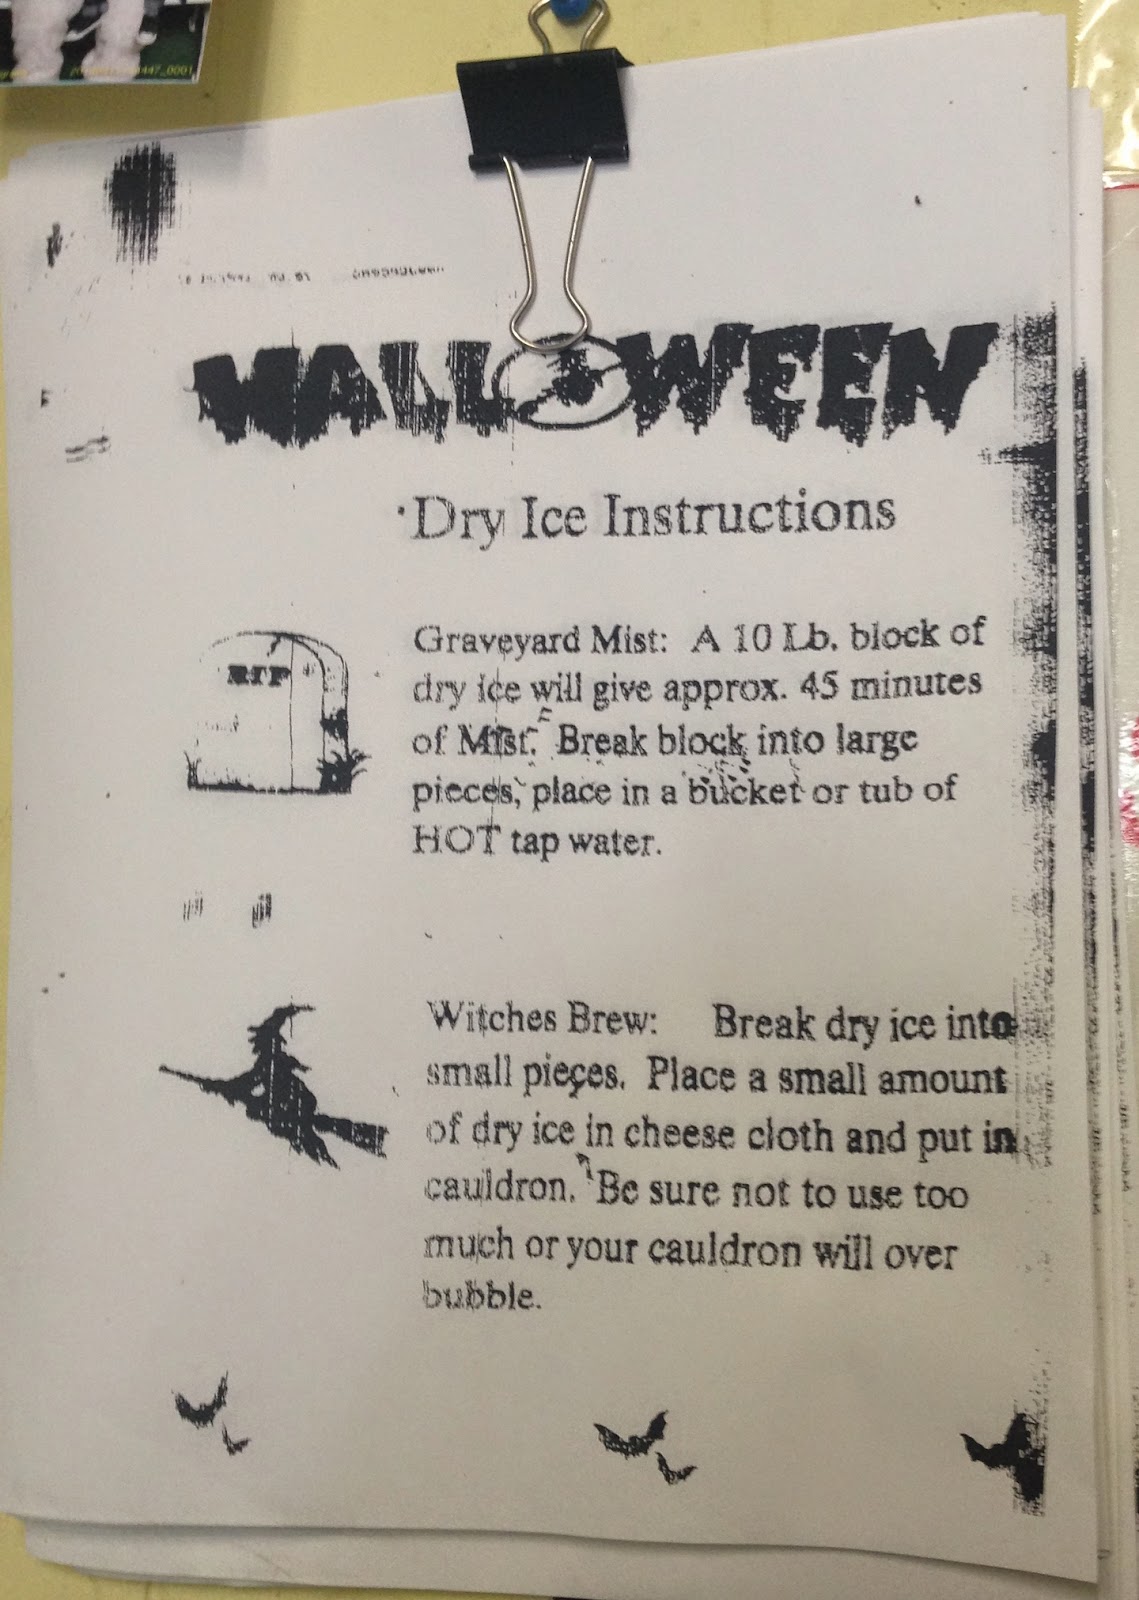 447_0001
HALLOWEEN
Dry Ice Instructions
RIP
Graveyard Mist: A 10 Lb. block of
dry ice will give approx. 45 minutes
of Mist. Break block into large
pieces, place in a bucket or tub of
HOT tap water.
Witches Brew: Break dry ice into
small pieces. Place a small amount
of dry ice in cheese cloth and put in
cauldron. Be sure not to use too
much or your cauldron will over
bubble.